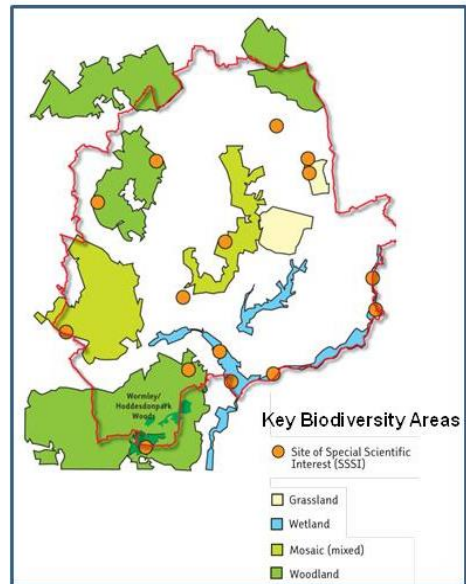 Wormley/
Hoddesdonpark
Woods
Key Biodiversity Areas
Site of Special Scientific
Interest (SSSI)
Grassland
Wetland
Mosaic (mixed)
Woodland